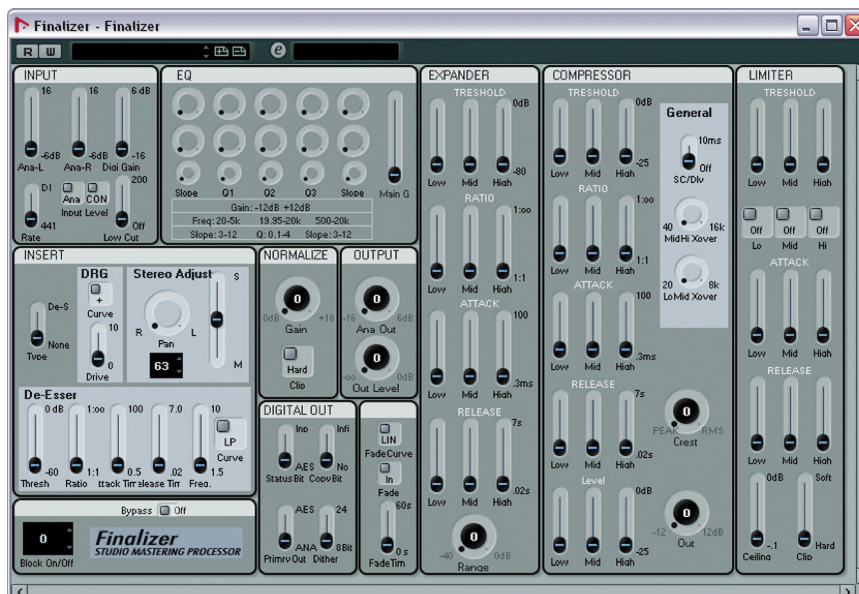 Finalizer - Finalizer
R W e
INPUT
16 16 6 dB
-6dB -6dB -16
Ana-L Ana-R Digi Gain
DI Ana CON 200
Input Level
441 Off
Rate Low Cut
EQ
Slope Q1 Q2 Q3 Slope Main G
Gain: -12dB +12dB
Freq: 20-5k 19.95-20k 500-20k
Slope: 3-12 Q: 0.1-4 Slope: 3-12
EXPANDER
TRESHOLD
0dB
-80
Low Mid High
RATIO
1:oo
1:1
Low Mid High
ATTACK
100
.3ms
Low Mid High
RELEASE
7s
.02s
Low Mid High
0
-40 0dB
Range
COMPRESSOR
TRESHOLD
0dB
-25
Low Mid High
RATIO
1:oo
1:1
Low Mid High
ATTACK
100
.3ms
Low Mid High
RELEASE
7s
.02s
Low Mid High
Level
0dB
-25
Low Mid High
General
10ms
Off
SC/Dly
40 16k
MidHi Xover
20 8k
LoMid Xover
0
PEAK RMS
Crest
0
-12 12dB
Out
LIMITER
TRESHOLD
Low Mid High
Off Off Off
Lo Mid Hi
ATTACK
Low Mid High
RELEASE
Low Mid High
0dB Soft
-.1 Hard
Ceiling Clip
INSERT
De-S
None
Type
DRG
+
Curve
10
0
Drive
Stereo Adjust
S
R L
Pan
63
M
De-Esser
0 dB 1:oo 100 7.0 10
LP
Curve
-60 1:1 0.5 .02 1.5
Thresh Ratio ttack Tim elease Tim Freq.
NORMALIZE
0
0dB +18
Gain
Hard
Clip
OUTPUT
0
-16 6dB
Ana Out
0
-oo 0dB
Out Level
DIGITAL OUT
Inp Infi
AES No
Status Bit Copy Bit
AES 24
ANA 8Bit
Primry Out Dither
LIN
FadeCurve
In
Fade
60s
0 s
FadeTim
Bypass Off
0
Block On/Off
Finalizer
STUDIO MASTERING PROCESSOR